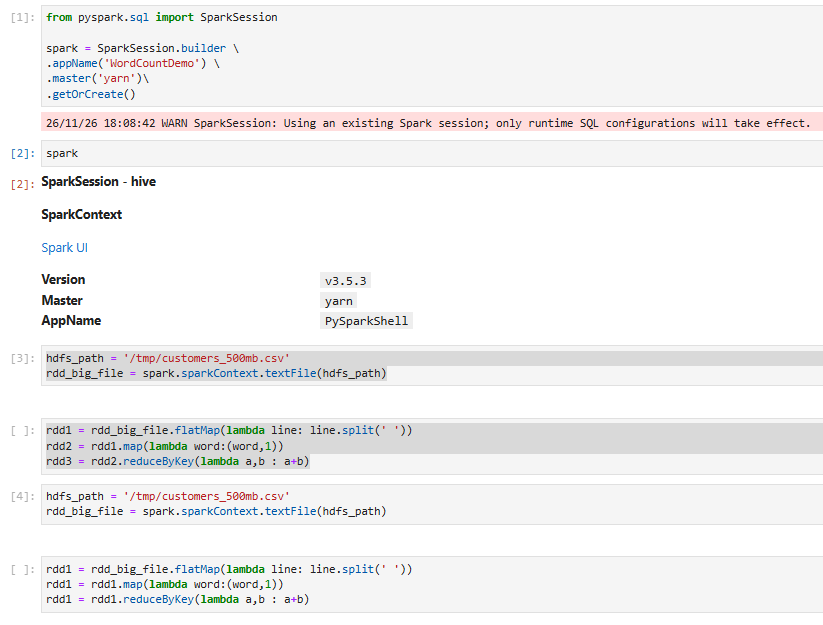 [1]: from pyspark.sql import SparkSession
spark = SparkSession.builder \
.appName('WordCountDemo') \
.master('yarn')\
.getOrCreate()
26/11/26 18:08:42 WARN SparkSession: Using an existing Spark session; only runtime SQL configurations will take effect.
[2]: spark
[2]: SparkSession - hive
SparkContext
Spark UI
Version v3.5.3
Master yarn
AppName PySparkShell
[3]: hdfs_path = '/tmp/customers_500mb.csv'
rdd_big_file = spark.sparkContext.textFile(hdfs_path)
[ ]: rdd1 = rdd_big_file.flatMap(lambda line: line.split(' '))
rdd2 = rdd1.map(lambda word:(word,1))
rdd3 = rdd2.reduceByKey(lambda a,b : a+b)
[4]: hdfs_path = '/tmp/customers_500mb.csv'
rdd_big_file = spark.sparkContext.textFile(hdfs_path)
[ ]: rdd1 = rdd_big_file.flatMap(lambda line: line.split(' '))
rdd1 = rdd1.map(lambda word:(word,1))
rdd1 = rdd1.reduceByKey(lambda a,b : a+b)